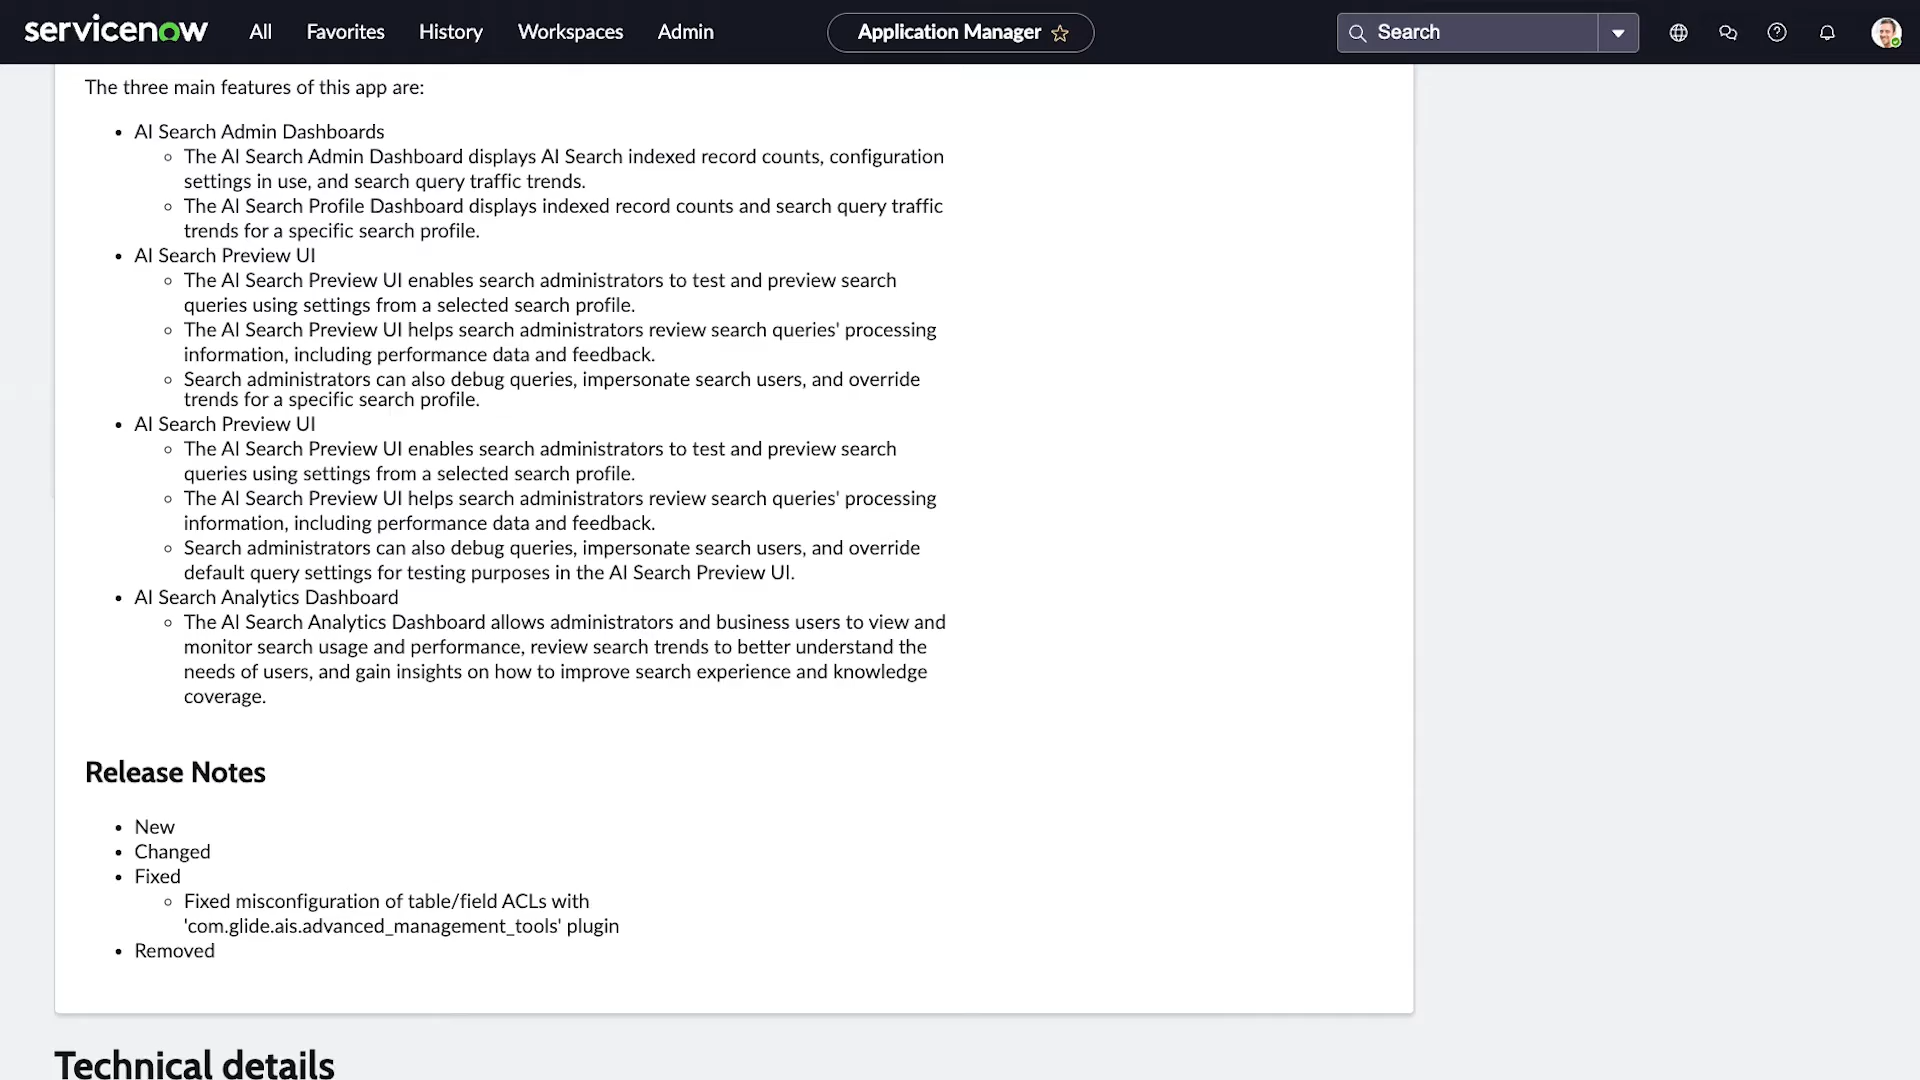 servicenow
All
Favorites
History
Workspaces
Admin
Application Manager
Search
The three main features of this app are:
AI Search Admin Dashboards
The AI Search Admin Dashboard displays AI Search indexed record counts, configuration
settings in use, and search query traffic trends.
The AI Search Profile Dashboard displays indexed record counts and search query traffic
trends for a specific search profile.
AI Search Preview UI
The AI Search Preview UI enables search administrators to test and preview search
queries using settings from a selected search profile.
The AI Search Preview UI helps search administrators review search queries' processing
information, including performance data and feedback.
Search administrators can also debug queries, impersonate search users, and override
trends for a specific search profile.
AI Search Preview UI
The AI Search Preview UI enables search administrators to test and preview search
queries using settings from a selected search profile.
The AI Search Preview UI helps search administrators review search queries' processing
information, including performance data and feedback.
Search administrators can also debug queries, impersonate search users, and override
default query settings for testing purposes in the AI Search Preview UI.
AI Search Analytics Dashboard
The AI Search Analytics Dashboard allows administrators and business users to view and
monitor search usage and performance, review search trends to better understand the
needs of users, and gain insights on how to improve search experience and knowledge
coverage.
Release Notes
New
Changed
Fixed
Fixed misconfiguration of table/field ACLs with
'com.glide.ais.advanced_management_tools' plugin
Removed
Technical details